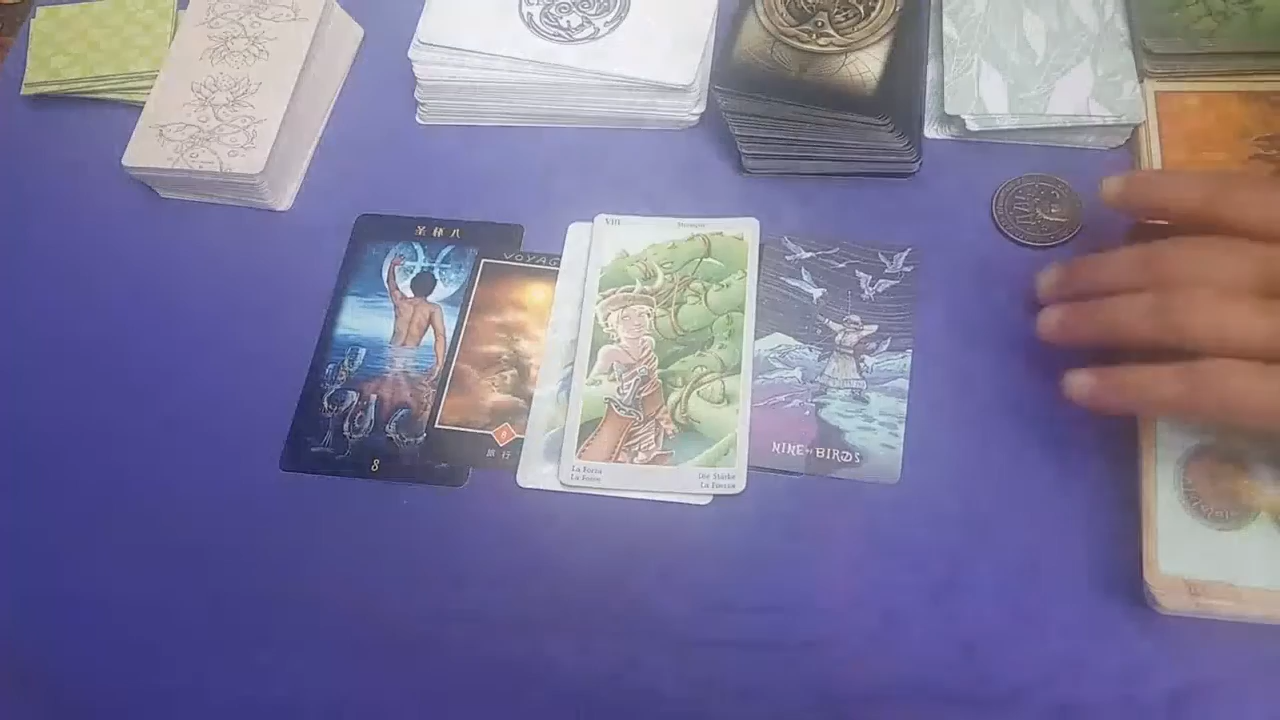 圣杯八
8
VOYAG
旅行
VIII
La Forza
La Force
Die Stärke
La Fuerza
NINE OF BIRDS